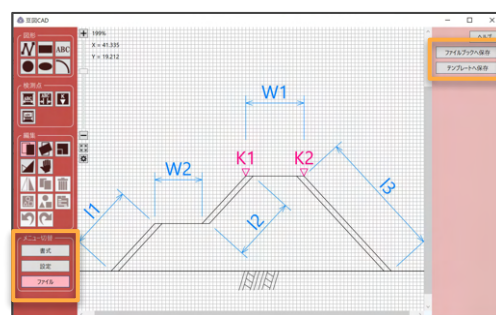 豆図CAD
ヘルプ
図形
199%
X = 41.335
Y = 19.212
ABC
ファイルブックへ保存
テンプレートへ保存
検測点
編集
W1
K1
K2
W2
l1
l2
l3
メニュー切替
書式
設定
ファイル